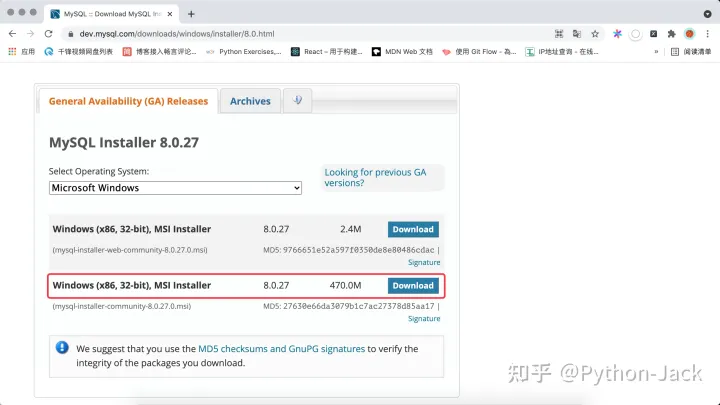 MySQL :: Download MySQL Ins
dev.mysql.com/downloads/windows/installer/8.0.html
应用 千锋视频网盘列表 博客接入畅言评论... Python Exercises,... React – 用于构建... MDN Web 文档 使用 Git Flow - 為... IP地址查询 - 在线... » 阅读清单
General Availability (GA) Releases Archives
MySQL Installer 8.0.27
Select Operating System:
Looking for previous GA
versions?
Microsoft Windows
Windows (x86, 32-bit), MSI Installer 8.0.27 2.4M Download
(mysql-installer-web-community-8.0.27.0.msi) MD5: 9766651e52a597f0350de8e80486cdac |
Signature
Windows (x86, 32-bit), MSI Installer 8.0.27 470.0M Download
(mysql-installer-community-8.0.27.0.msi) MD5: 27630e66da3079b1c7ac27378d85aa17 |
Signature
We suggest that you use the MD5 checksums and GnuPG signatures to verify the
integrity of the packages you download.
知乎 @Python-Jack